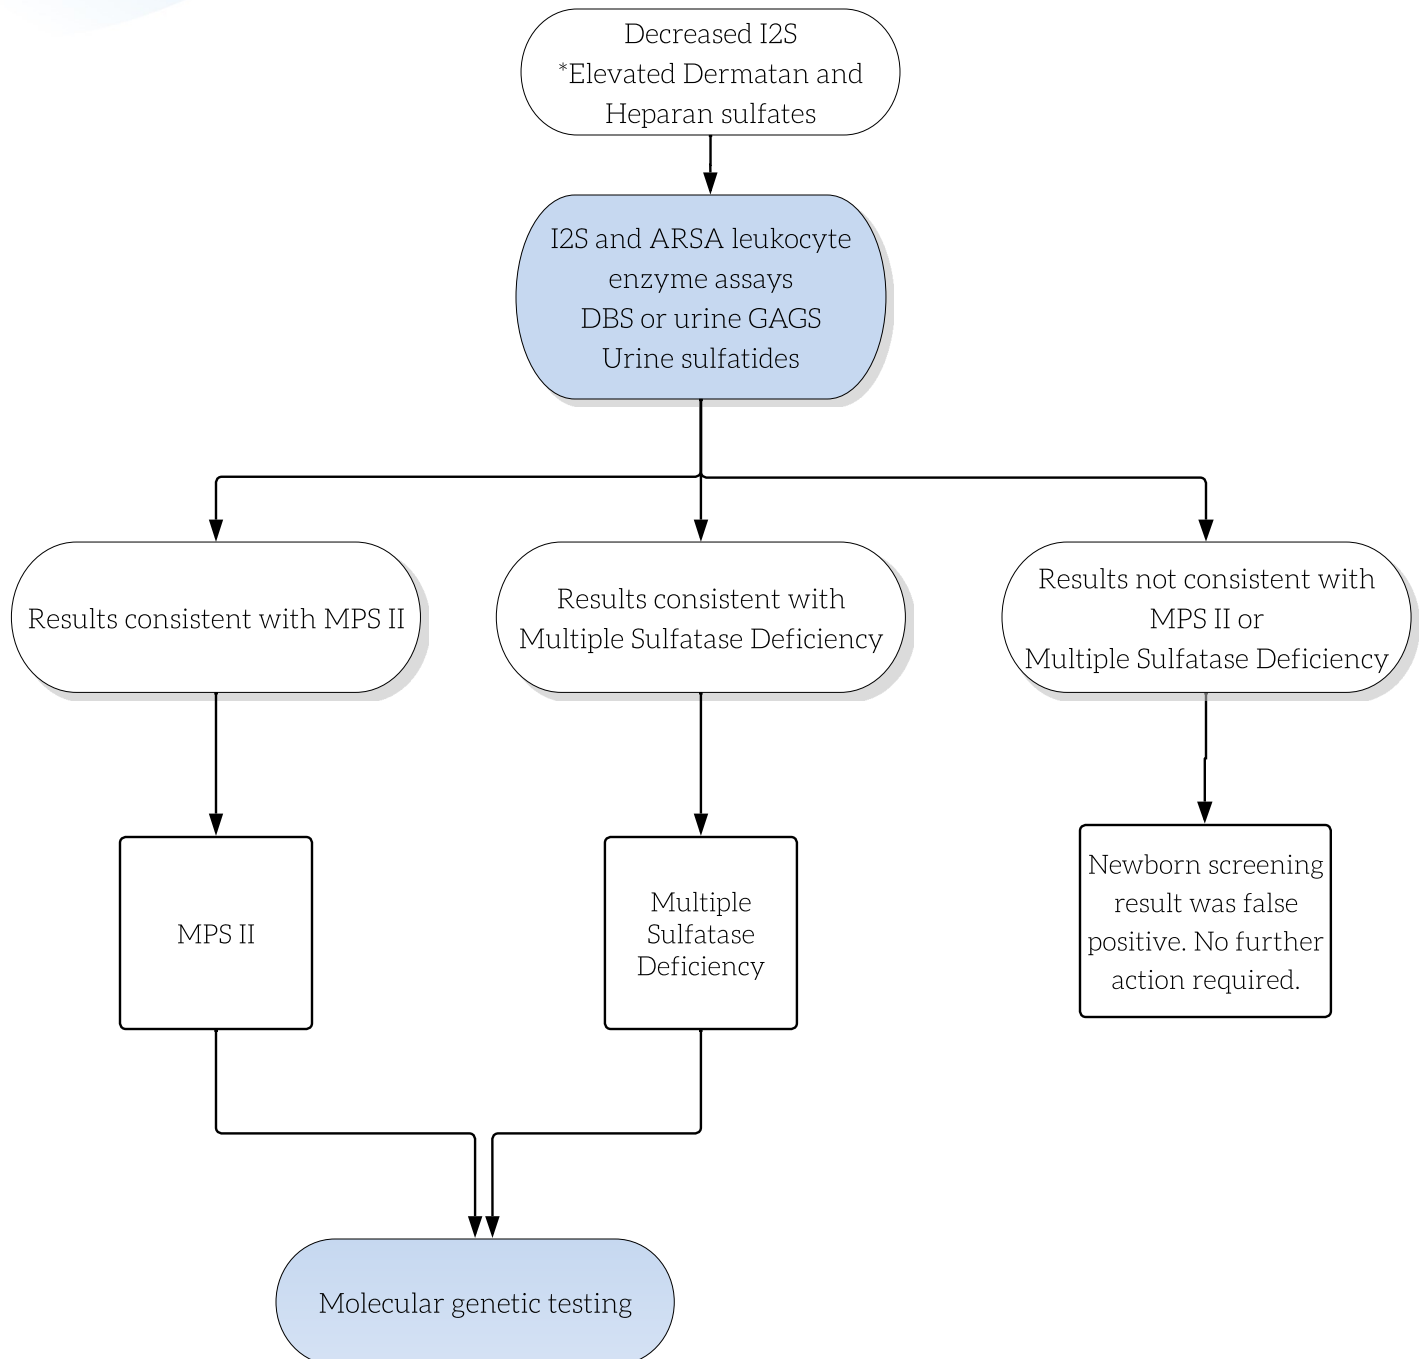 Decreased I2S
*Elevated Dermatan and
Heparan sulfates
I2S and ARSA leukocyte
enzyme assays
DBS or urine GAGS
Urine sulfatides
Results consistent with MPS II
Results consistent with
Multiple Sulfatase Deficiency
Results not consistent with
MPS II or
Multiple Sulfatase Deficiency
MPS II
Multiple
Sulfatase
Deficiency
Newborn screening
result was false
positive. No further
action required.
Molecular genetic testing